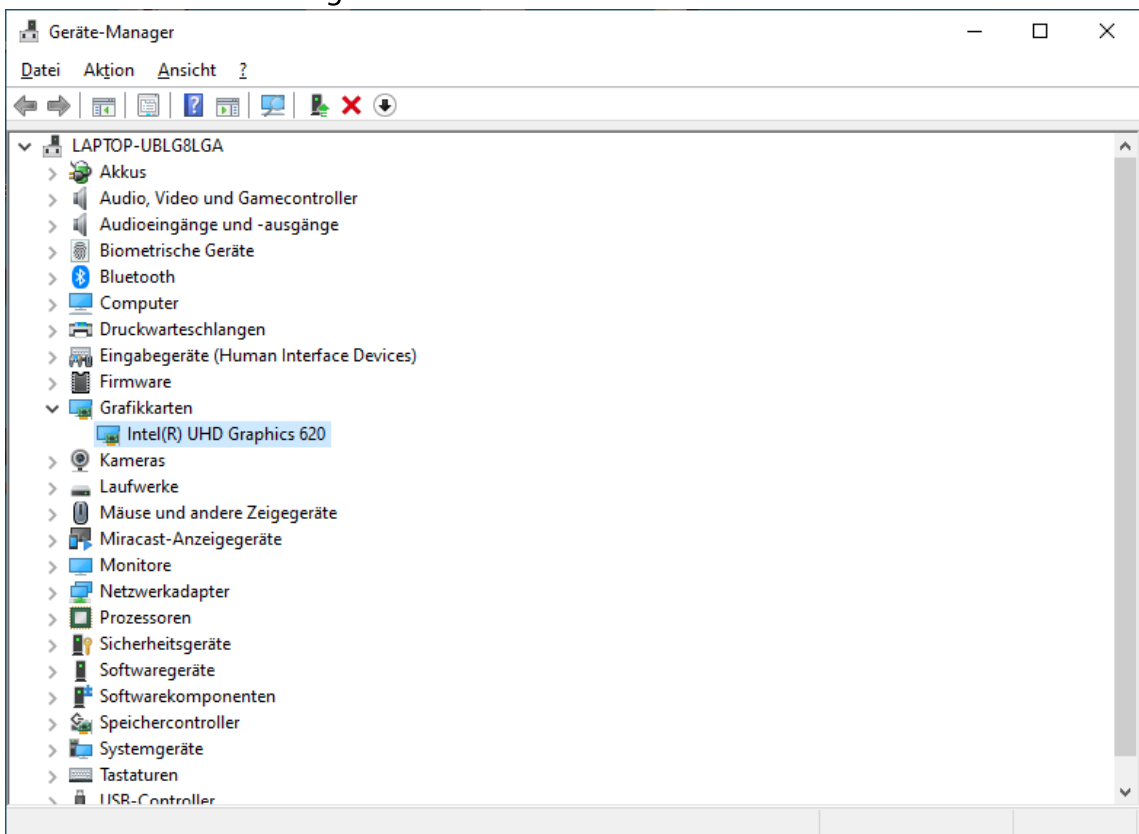 Geräte-Manager
Datei Aktion Ansicht ?
LAPTOP-UBLG8LGA
Akkus
Audio, Video und Gamecontroller
Audioeingänge und -ausgänge
Biometrische Geräte
Bluetooth
Computer
Druckwarteschlangen
Eingabegeräte (Human Interface Devices)
Firmware
Grafikkarten
Intel(R) UHD Graphics 620
Kameras
Laufwerke
Mäuse und andere Zeigegeräte
Miracast-Anzeigegeräte
Monitore
Netzwerkadapter
Prozessoren
Sicherheitsgeräte
Softwaregeräte
Softwarekomponenten
Speichercontroller
Systemgeräte
Tastaturen
USB-Controller